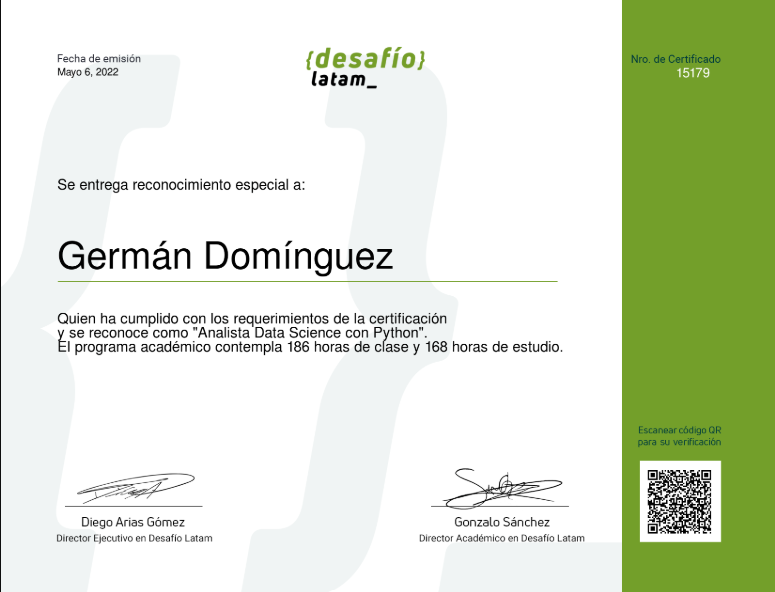 Fecha de emisión
Mayo 6, 2022
{desafío}
latam_
Nro. de Certificado
15179
Se entrega reconocimiento especial a:
Germán Domínguez
Quien ha cumplido con los requerimientos de la certificación
y se reconoce como "Analista Data Science con Python".
El programa académico contempla 186 horas de clase y 168 horas de estudio.
Escanear código QR
para su verificación
Diego Arias Gómez
Director Ejecutivo en Desafío Latam
Gonzalo Sánchez
Director Académico en Desafío Latam